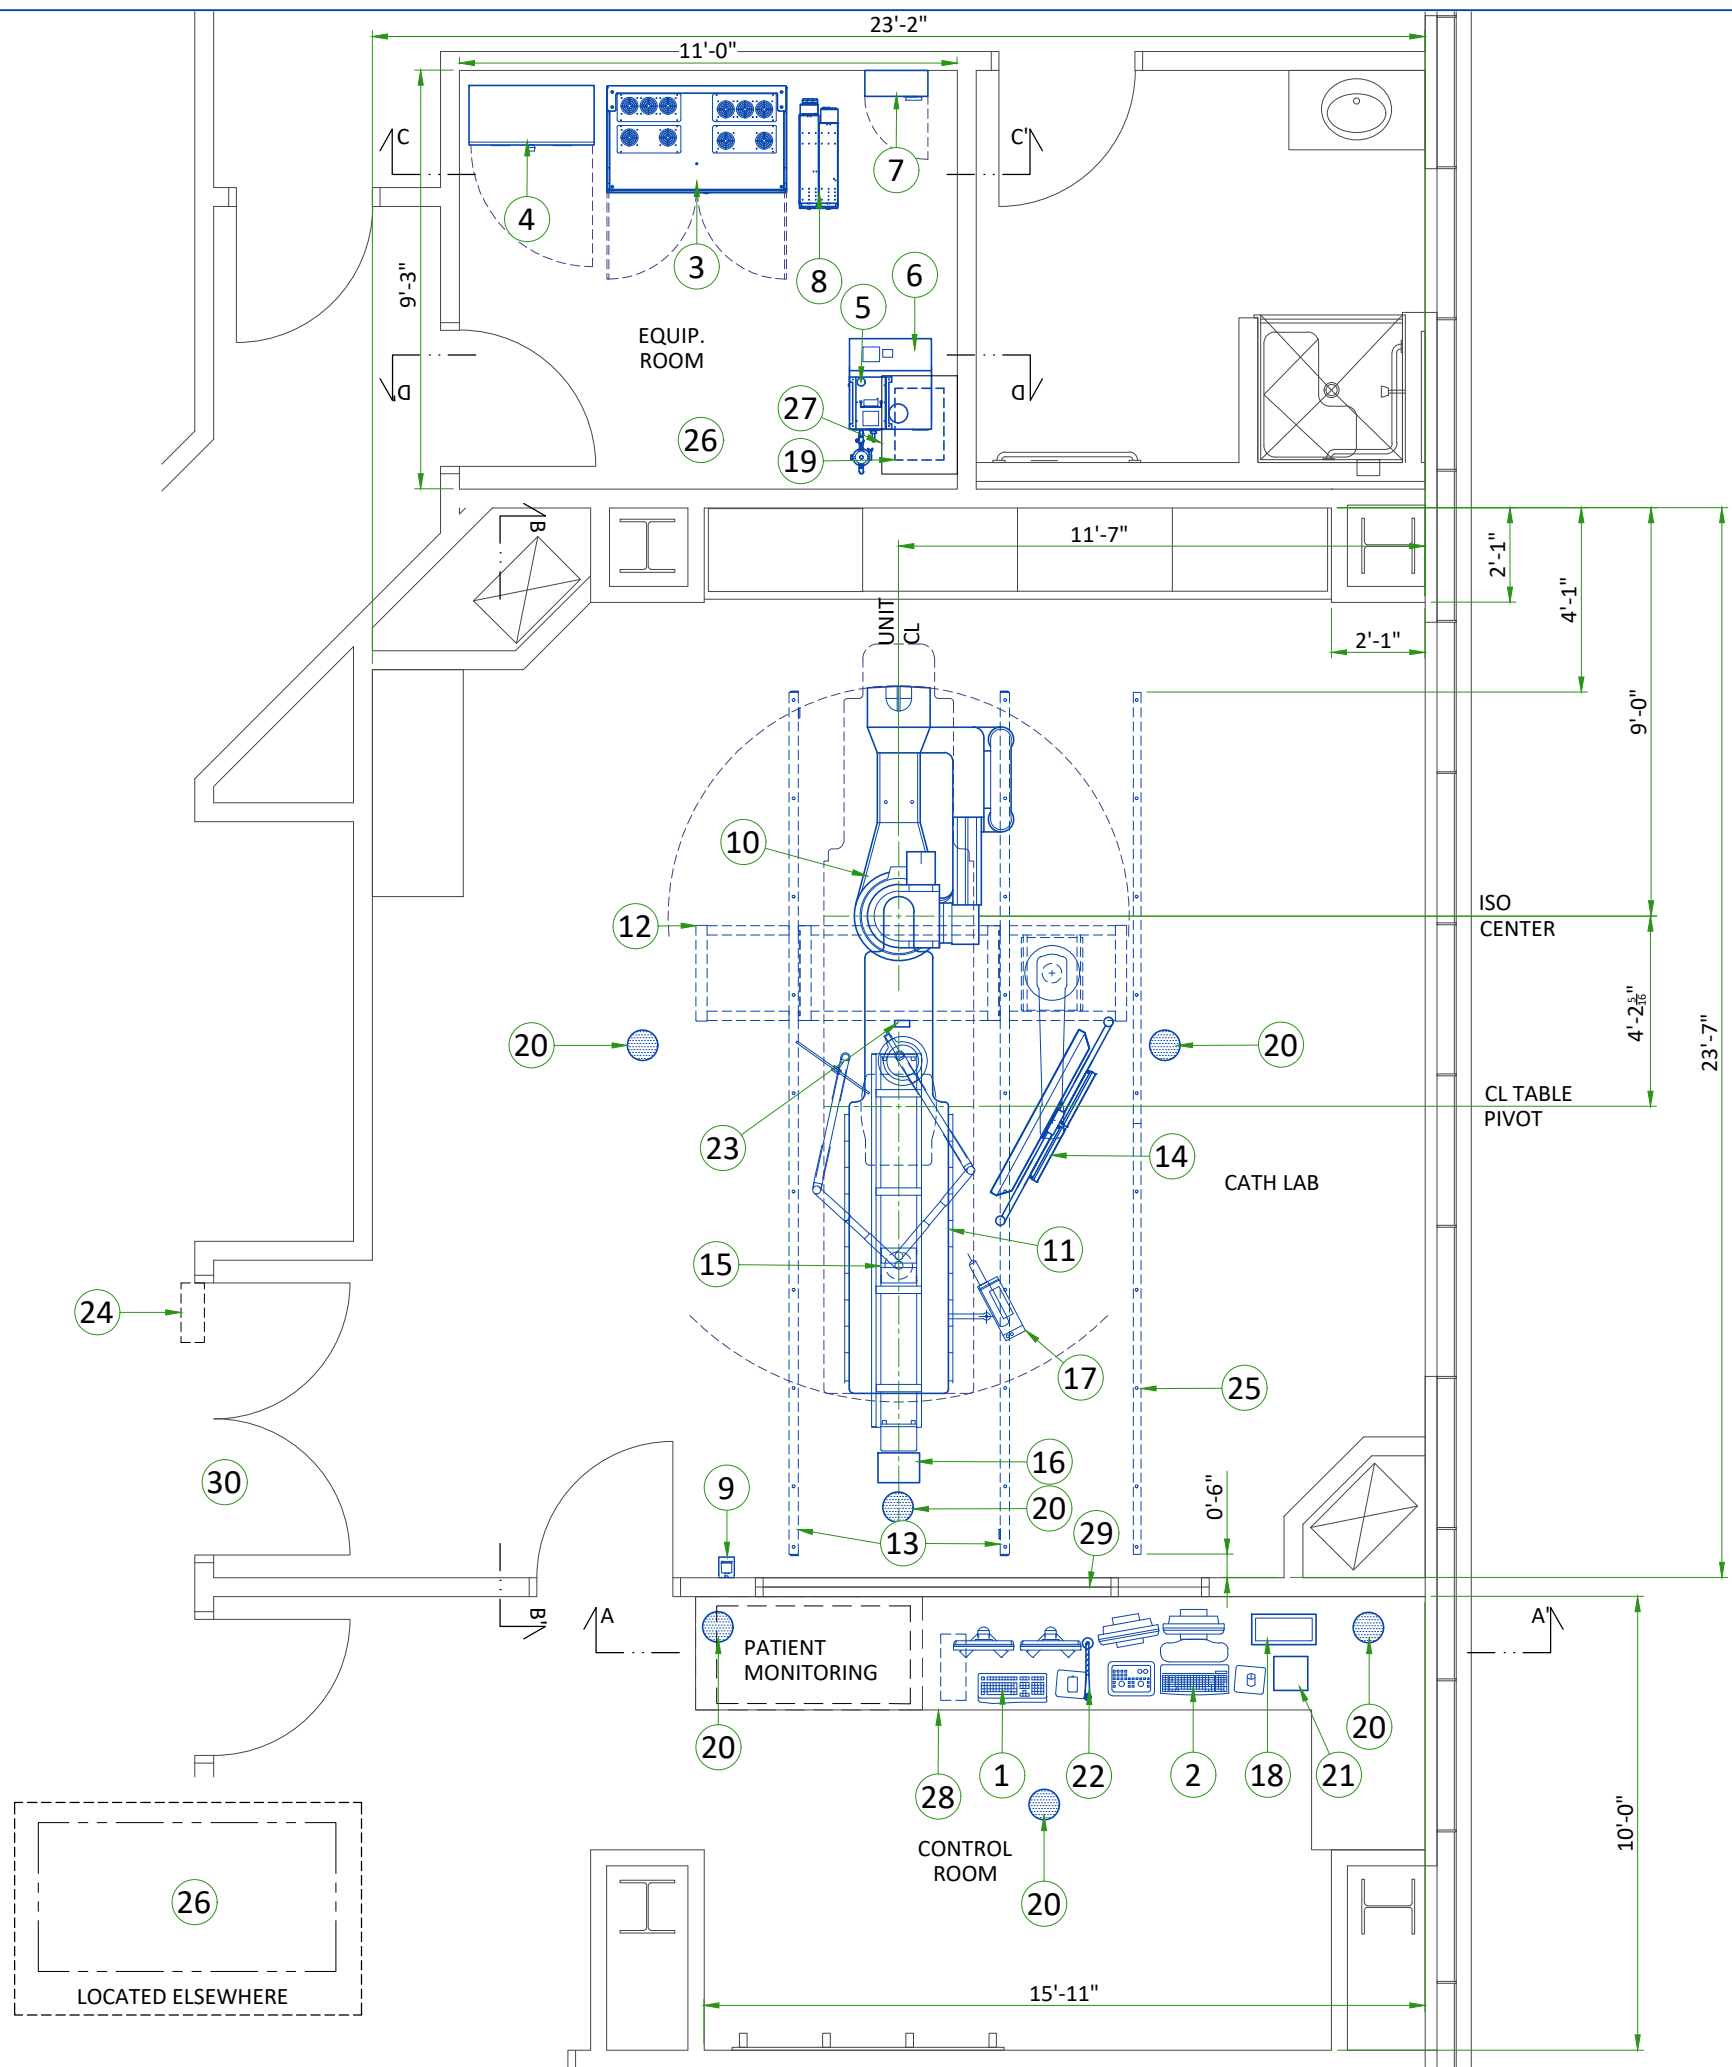 23'-2"
11'-0"
C
C'
7
4
3
8
6
5
9'-3"
EQUIP.
ROOM
D
D'
27
26
19
B
11'-7"
2'-1"
4'-1"
UNIT
CL
2'-1"
9'-0"
10
ISO
CENTER
12
4'-2 5/16"
20
20
23'-7"
CL TABLE
PIVOT
23
14
CATH LAB
11
15
24
17
25
30
16
9
20
0'-6"
29
13
B'
A
A'
PATIENT
MONITORING
20
20
1
22
2
18
21
28
10'-0"
CONTROL
ROOM
20
26
LOCATED ELSEWHERE
15'-11"